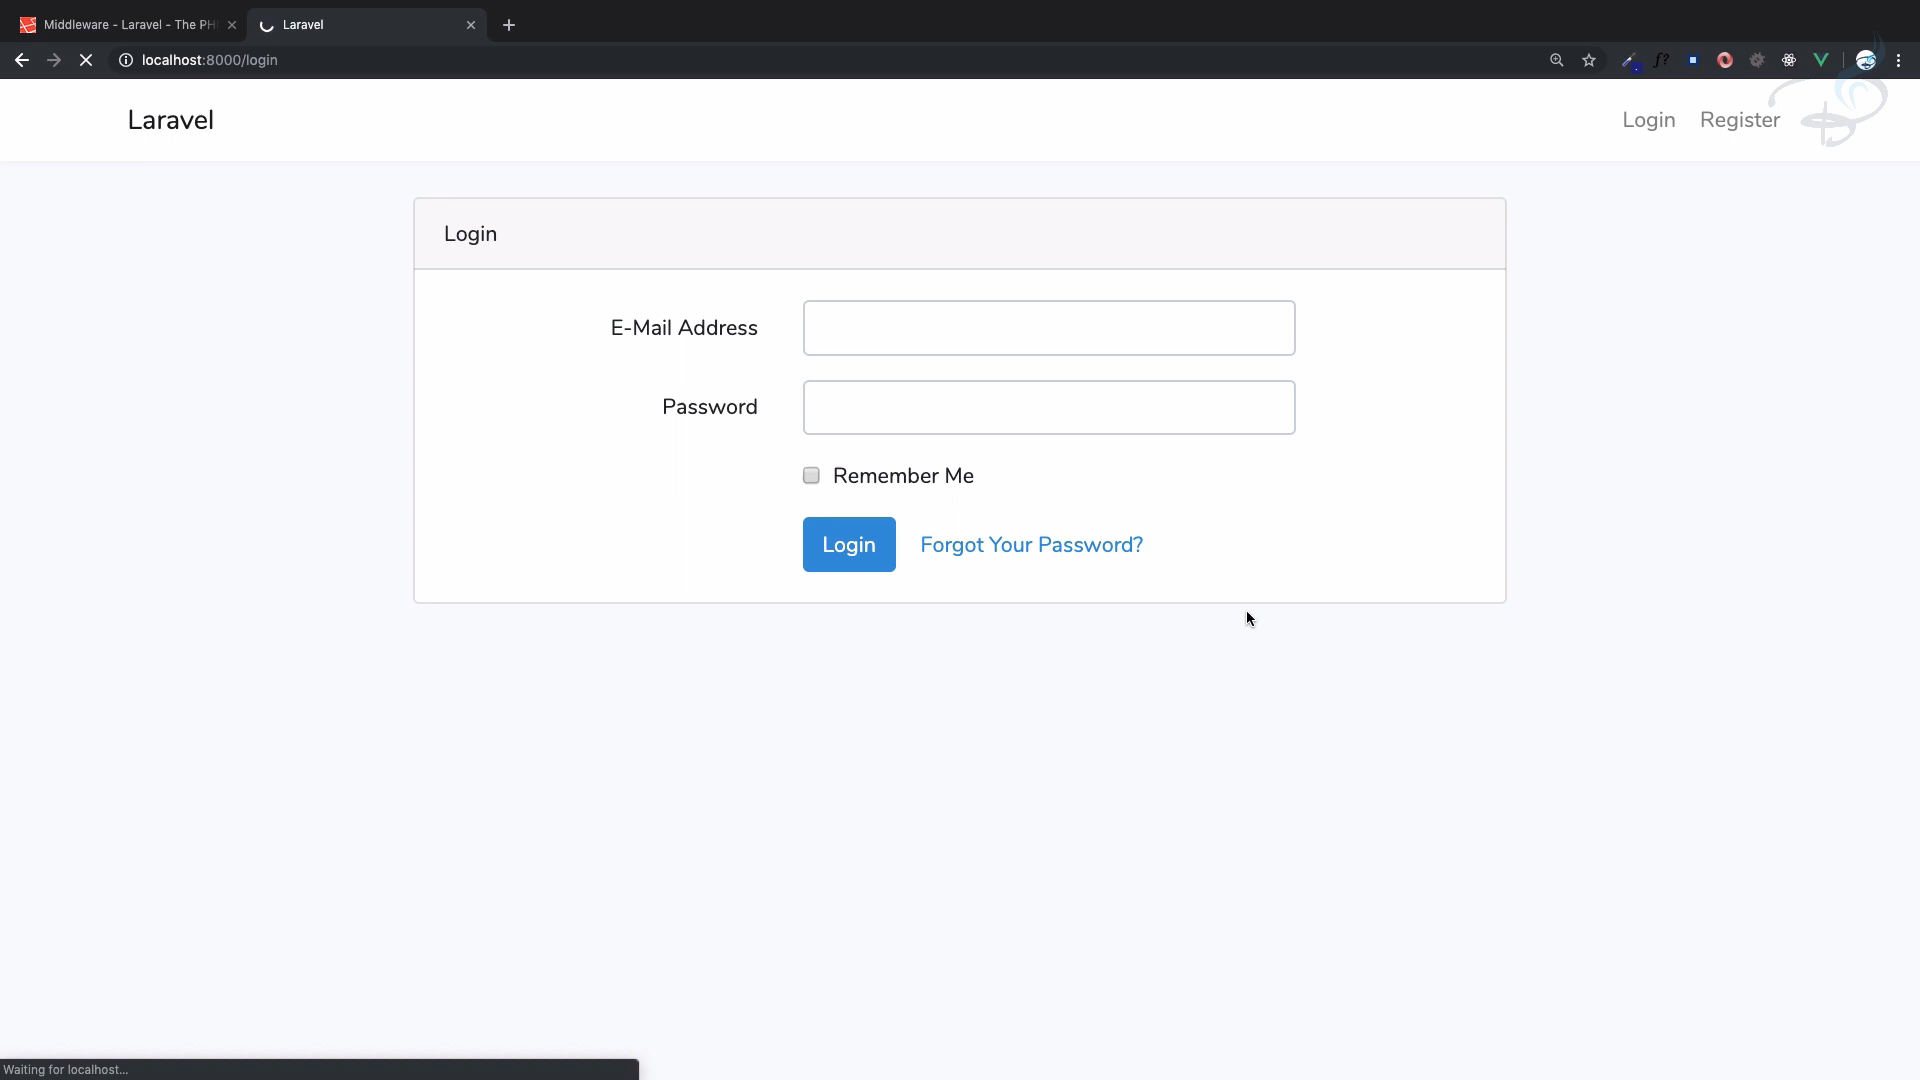 Middleware - Laravel - The PH
Laravel
localhost:8000/login
f?
Laravel
Login Register
Login
E-Mail Address
Password
Remember Me
Login Forgot Your Password?
Waiting for localhost...